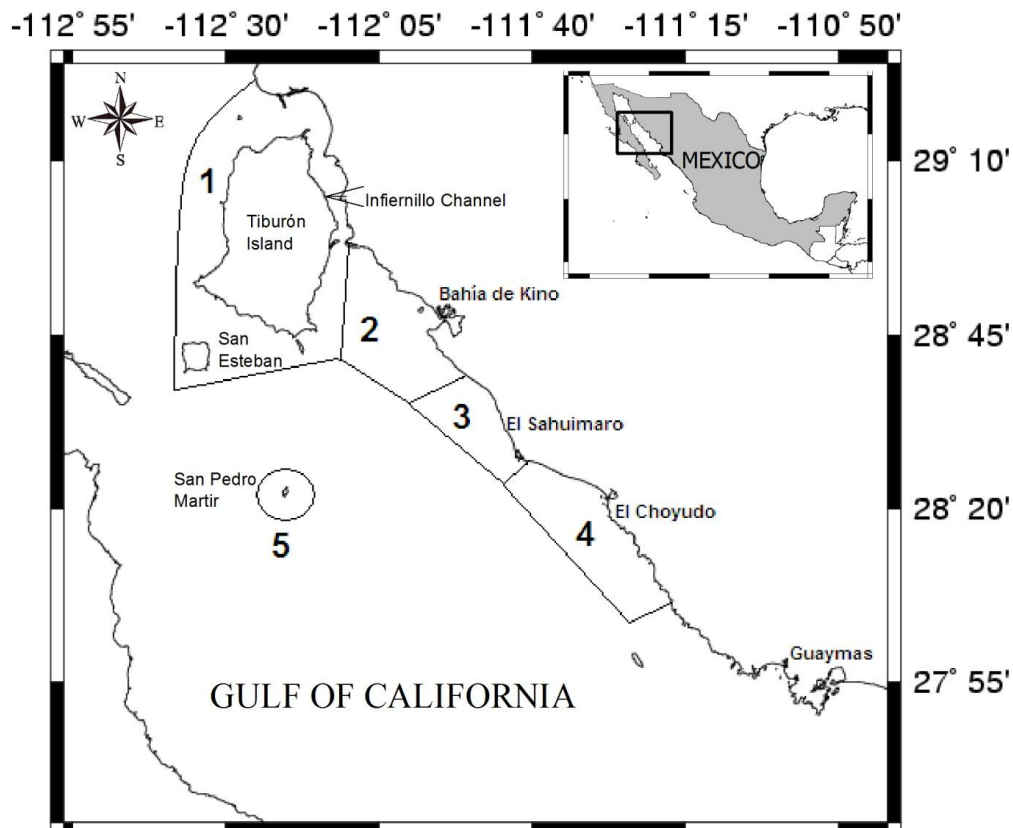 -112° 55' -112° 30' -112° 05' -111° 40' -111° 15' -110° 50'
N
W E
S
MEXICO
29° 10'
1
Infiernillo Channel
Tiburón
Island
Bahía de Kino
2
San
Esteban
28° 45'
3
El Sahuimaro
San Pedro
Martir
28° 20'
El Choyudo
4
5
Guaymas
27° 55'
GULF OF CALIFORNIA